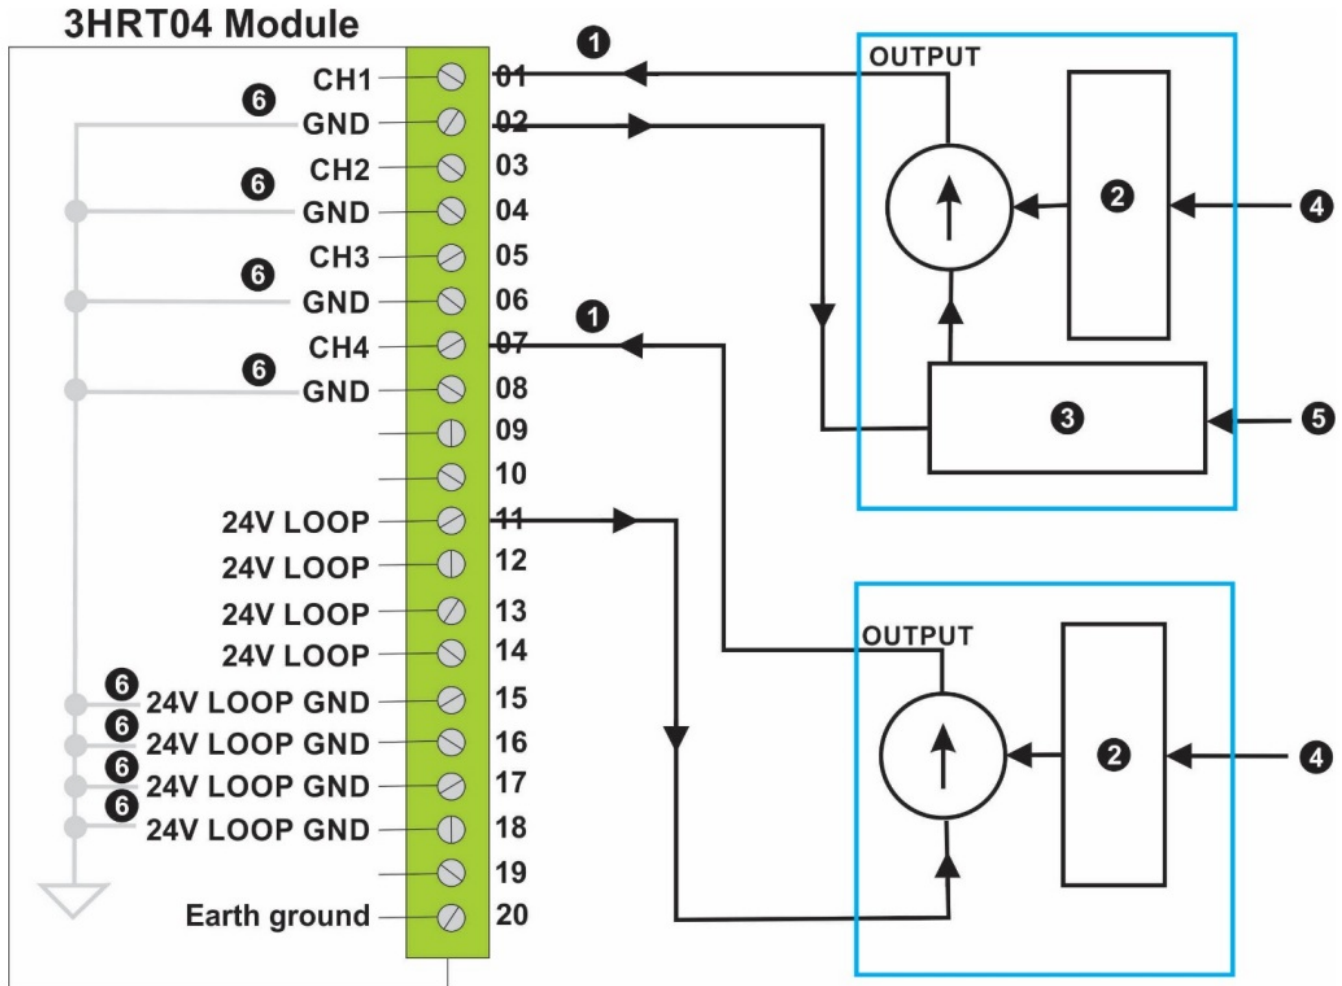 3HRT04 Module
1
OUTPUT
CH1 01
6
GND 02
CH2 03
6
GND 04
2
4
CH3 05
6
GND 06
1
CH4 07
6
GND 08
3
5
09
10
24V LOOP 11
24V LOOP 12
24V LOOP 13
OUTPUT
24V LOOP 14
6
24V LOOP GND 15
6
24V LOOP GND 16
2
4
6
24V LOOP GND 17
6
24V LOOP GND 18
19
Earth ground 20